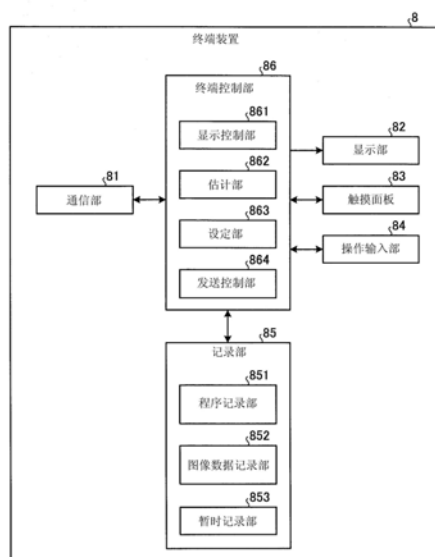 8
终端装置
86
终端控制部
861
显示控制部
862
估计部
863
设定部
864
发送控制部
81
通信部
82
显示部
83
触摸面板
84
操作输入部
85
记录部
851
程序记录部
852
图像数据记录部
853
暂时记录部